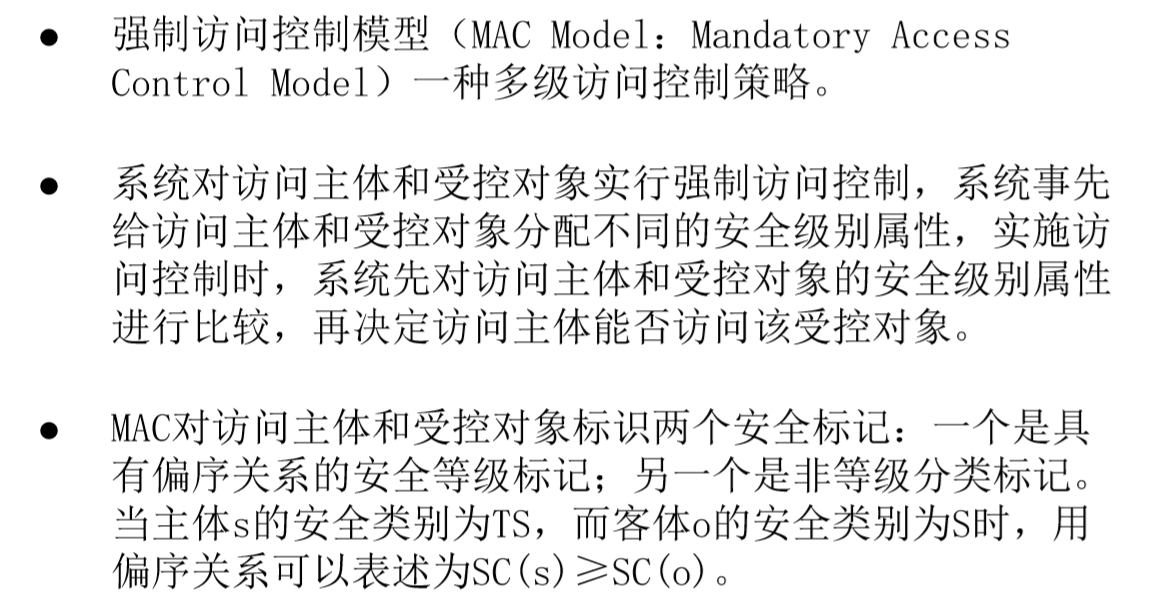 ● 强制访问控制模型（MAC Model：Mandatory Access
Control Model）一种多级访问控制策略。
● 系统对访问主体和受控对象实行强制访问控制，系统事先
给访问主体和受控对象分配不同的安全级别属性，实施访
问控制时，系统先对访问主体和受控对象的安全级别属性
进行比较，再决定访问主体能否访问该受控对象。
● MAC对访问主体和受控对象标识两个安全标记：一个是具
有偏序关系的安全等级标记；另一个是非等级分类标记。
当主体s的安全类别为TS，而客体o的安全类别为S时，用
偏序关系可以表述为SC(s)≥SC(o)。